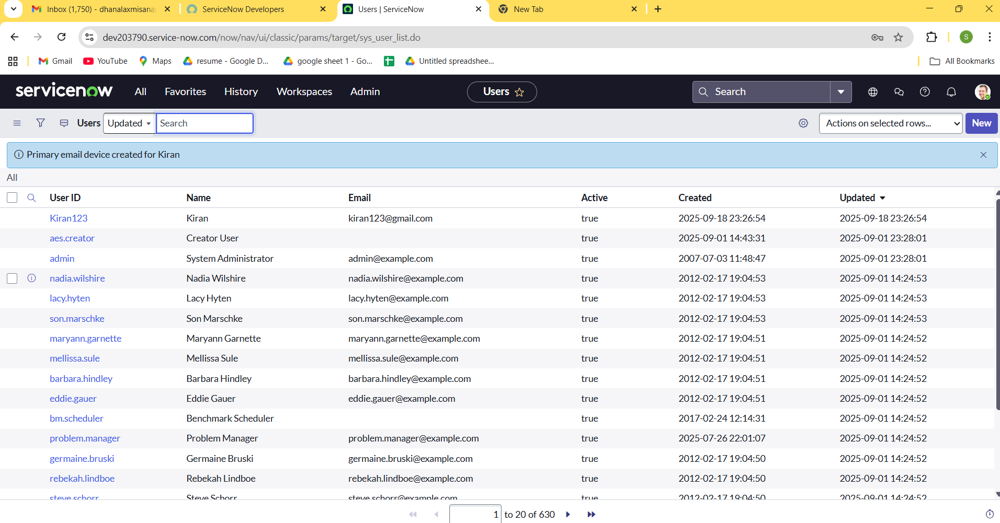 Inbox (1,750) - dhanalaxmisana
ServiceNow Developers
Users | ServiceNow
New Tab
dev203790.service-now.com/now/nav/ui/classic/params/target/sys_user_list.do
S
Gmail YouTube Maps resume - Google D... google sheet 1 - Go... Untitled spreadshee... All Bookmarks
servicenow All Favorites History Workspaces Admin Users Search
Users Updated Search Actions on selected rows... New
Primary email device created for Kiran
All
User ID Name Email Active Created Updated
Kiran123 Kiran kiran123@gmail.com true 2025-09-18 23:26:54 2025-09-18 23:26:54
aes.creator Creator User true 2025-09-01 14:43:31 2025-09-01 23:28:01
admin System Administrator admin@example.com true 2007-07-03 11:48:47 2025-09-01 23:28:01
nadia.wilshire Nadia Wilshire nadia.wilshire@example.com true 2012-02-17 19:04:53 2025-09-01 14:24:53
lacy.hyten Lacy Hyten lacy.hyten@example.com true 2012-02-17 19:04:53 2025-09-01 14:24:53
son.marschke Son Marschke son.marschke@example.com true 2012-02-17 19:04:53 2025-09-01 14:24:53
maryann.garnette Maryann Garnette maryann.garnette@example.com true 2012-02-17 19:04:51 2025-09-01 14:24:52
mellissa.sule Mellissa Sule mellissa.sule@example.com true 2012-02-17 19:04:51 2025-09-01 14:24:52
barbara.hindley Barbara Hindley barbara.hindley@example.com true 2012-02-17 19:04:51 2025-09-01 14:24:52
eddie.gauer Eddie Gauer eddie.gauer@example.com true 2012-02-17 19:04:51 2025-09-01 14:24:52
bm.scheduler Benchmark Scheduler true 2017-02-24 12:14:31 2025-09-01 14:24:52
problem.manager Problem Manager problem.manager@example.com true 2025-07-26 22:01:07 2025-09-01 14:24:52
germaine.bruski Germaine Bruski germaine.bruski@example.com true 2012-02-17 19:04:50 2025-09-01 14:24:52
rebekah.lindboe Rebekah Lindboe rebekah.lindboe@example.com true 2012-02-17 19:04:50 2025-09-01 14:24:52
steve.schorr Steve Schorr steve.schorr@example.com true 2012-02-17 19:04:50 2025-09-01 14:24:52
1 to 20 of 630